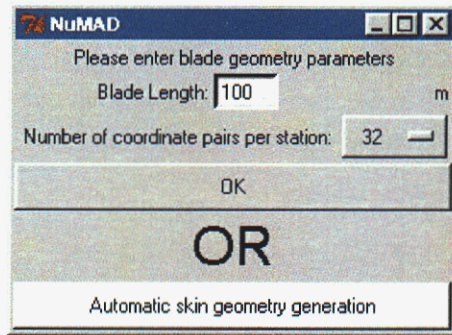 NuMAD
Please enter blade geometry parameters
Blade Length: 100 m
Number of coordinate pairs per station: 32
OK
OR
Automatic skin geometry generation